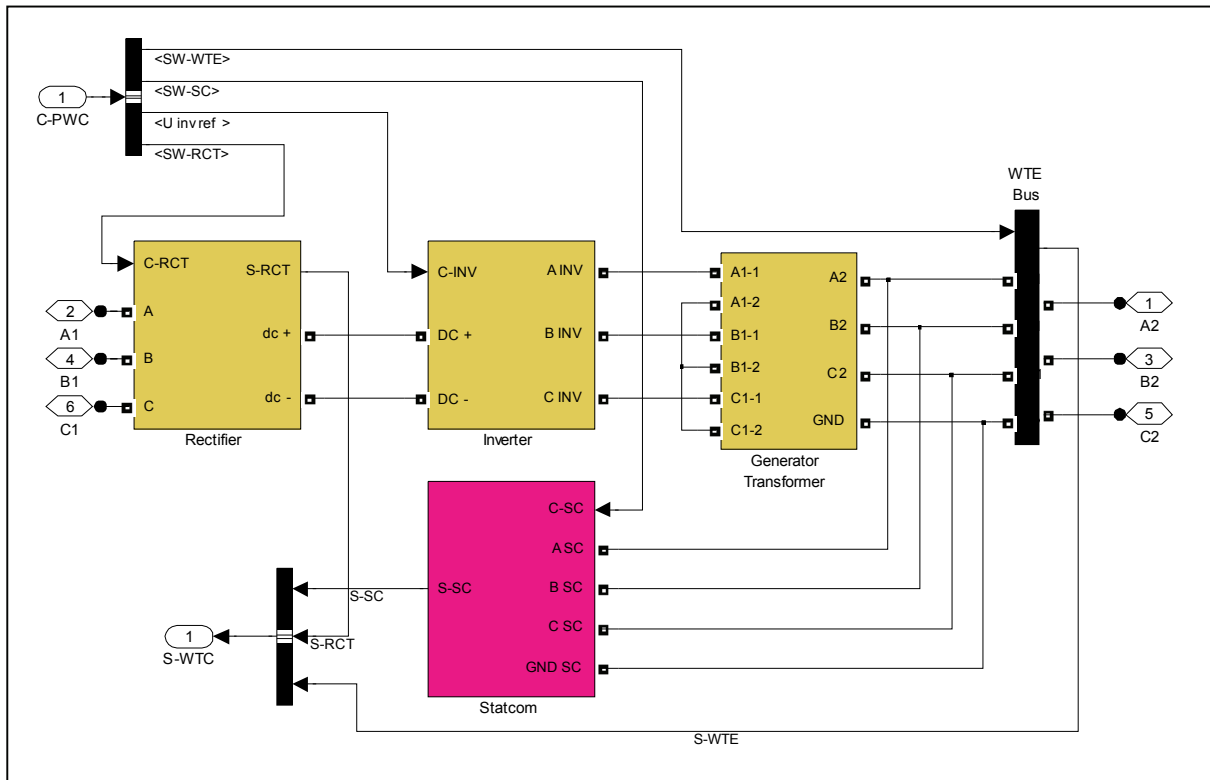 <SW-WTE>
<SW-SC>
<U inv ref >
<SW-RCT>
1
C-PWC
WTE
Bus
C-RCT
S-RCT
A
B
C
dc +
dc -
Rectifier
2
A1
4
B1
6
C1
C-INV
DC +
DC -
A INV
B INV
C INV
Inverter
A1-1
A1-2
B1-1
B1-2
C1-1
C1-2
A2
B2
C2
GND
Generator
Transformer
1
A2
3
B2
5
C2
C-SC
A SC
B SC
C SC
GND SC
S-SC
Statcom
S-SC
S-RCT
1
S-WTC
S-WTE